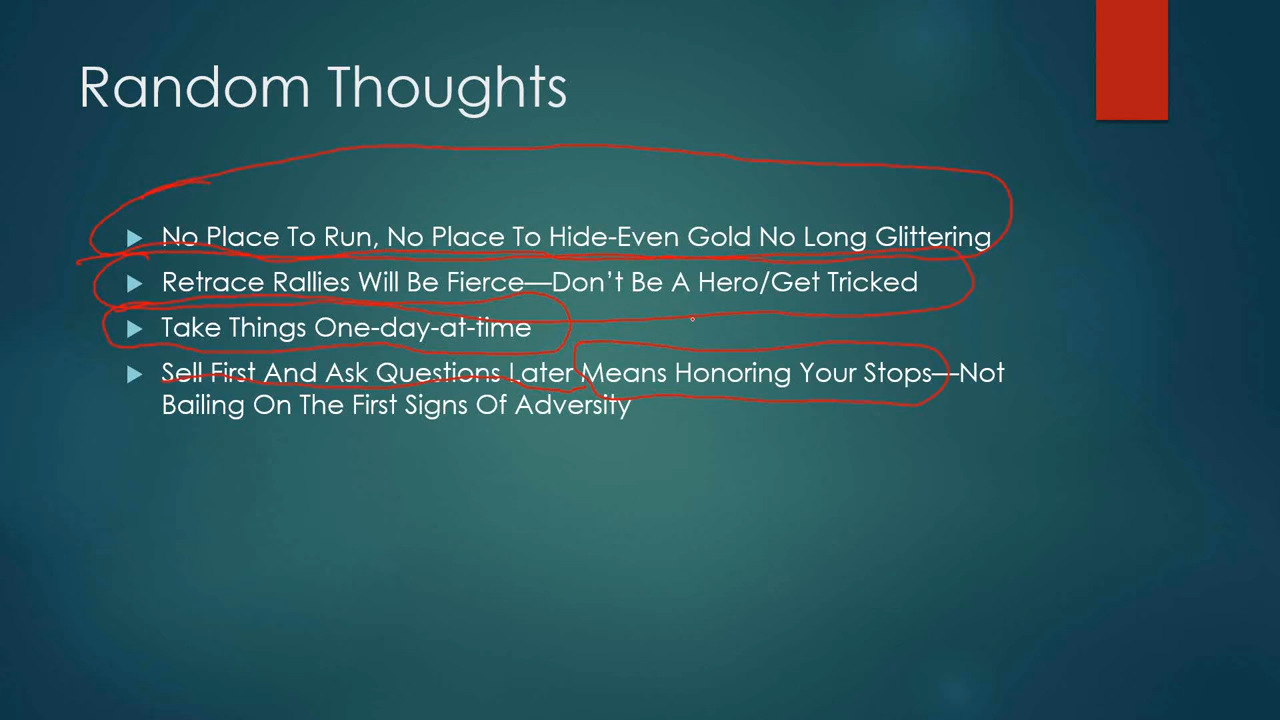 Random Thoughts
No Place To Run, No Place To Hide-Even Gold No Long Glittering
Retrace Rallies Will Be Fierce—Don't Be A Hero/Get Tricked
Take Things One-day-at-time
Sell First And Ask Questions Later Means Honoring Your Stops—Not
Bailing On The First Signs Of Adversity